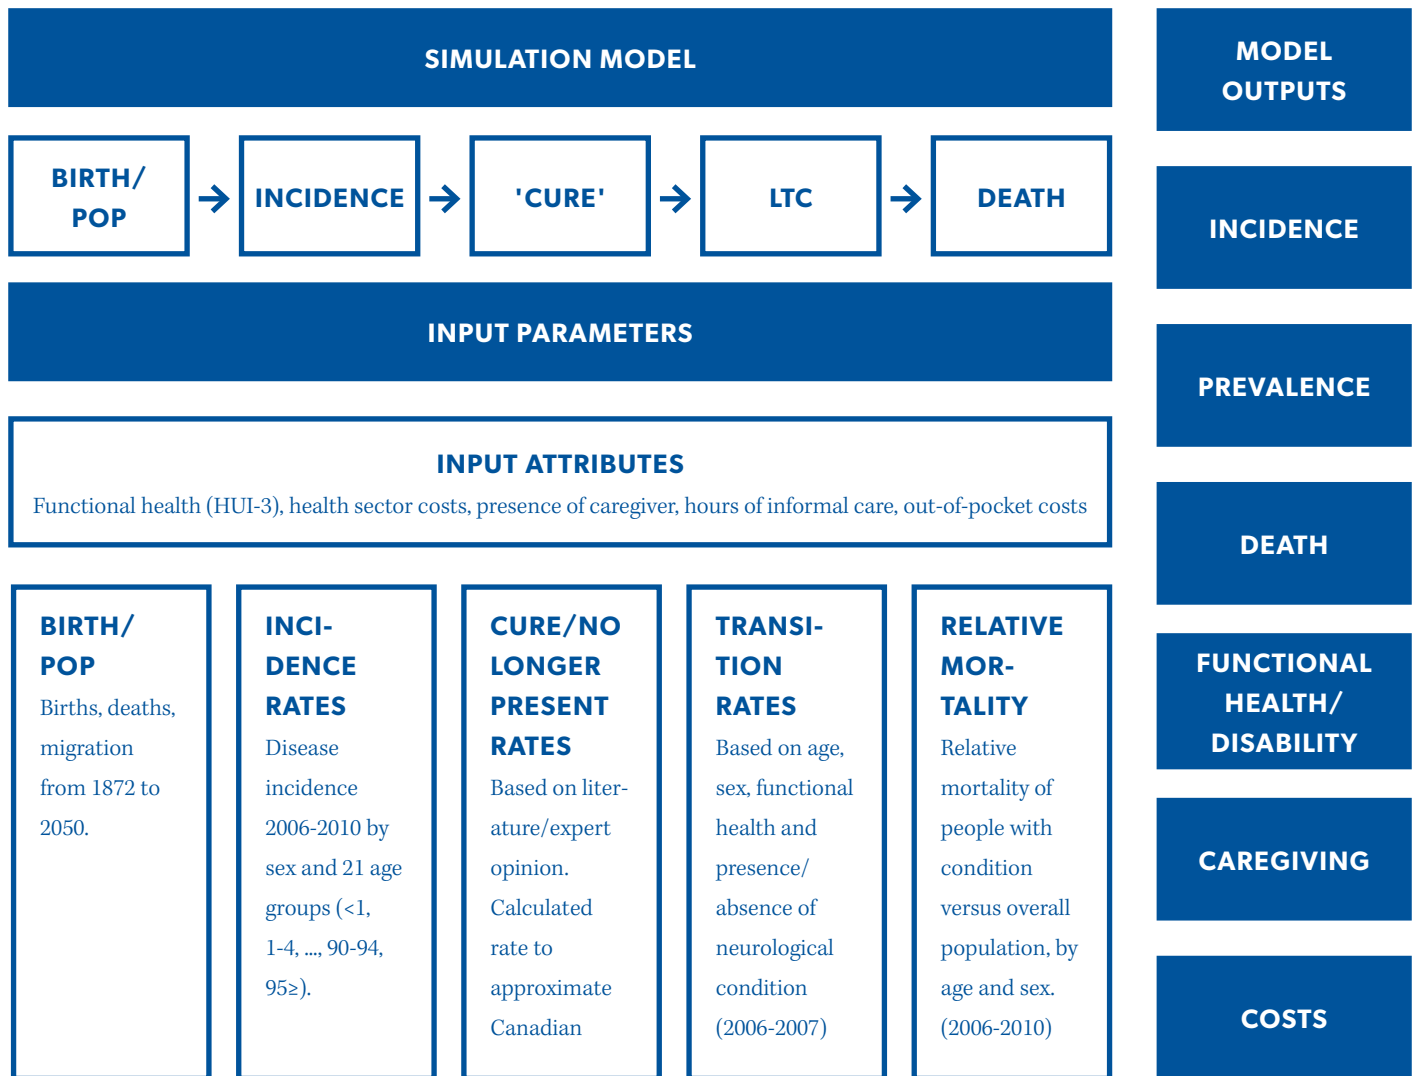 SIMULATION MODEL
BIRTH/
POP
INCIDENCE
'CURE'
LTC
DEATH
INPUT PARAMETERS
INPUT ATTRIBUTES
Functional health (HUI-3), health sector costs, presence of caregiver, hours of informal care, out-of-pocket costs
BIRTH/
POP
Births, deaths,
migration
from 1872 to
2050.
INCI-
DENCE
RATES
Disease
incidence
2006-2010 by
sex and 21 age
groups (<1,
1-4, ..., 90-94,
95≥).
CURE/NO
LONGER
PRESENT
RATES
Based on liter-
ature/expert
opinion.
Calculated
rate to
approximate
Canadian
TRANSI-
TION
RATES
Based on age,
sex, functional
health and
presence/
absence of
neurological
condition
(2006-2007)
RELATIVE
MOR-
TALITY
Relative
mortality of
people with
condition
versus overall
population, by
age and sex.
(2006-2010)
MODEL
OUTPUTS
INCIDENCE
PREVALENCE
DEATH
FUNCTIONAL
HEALTH/
DISABILITY
CAREGIVING
COSTS